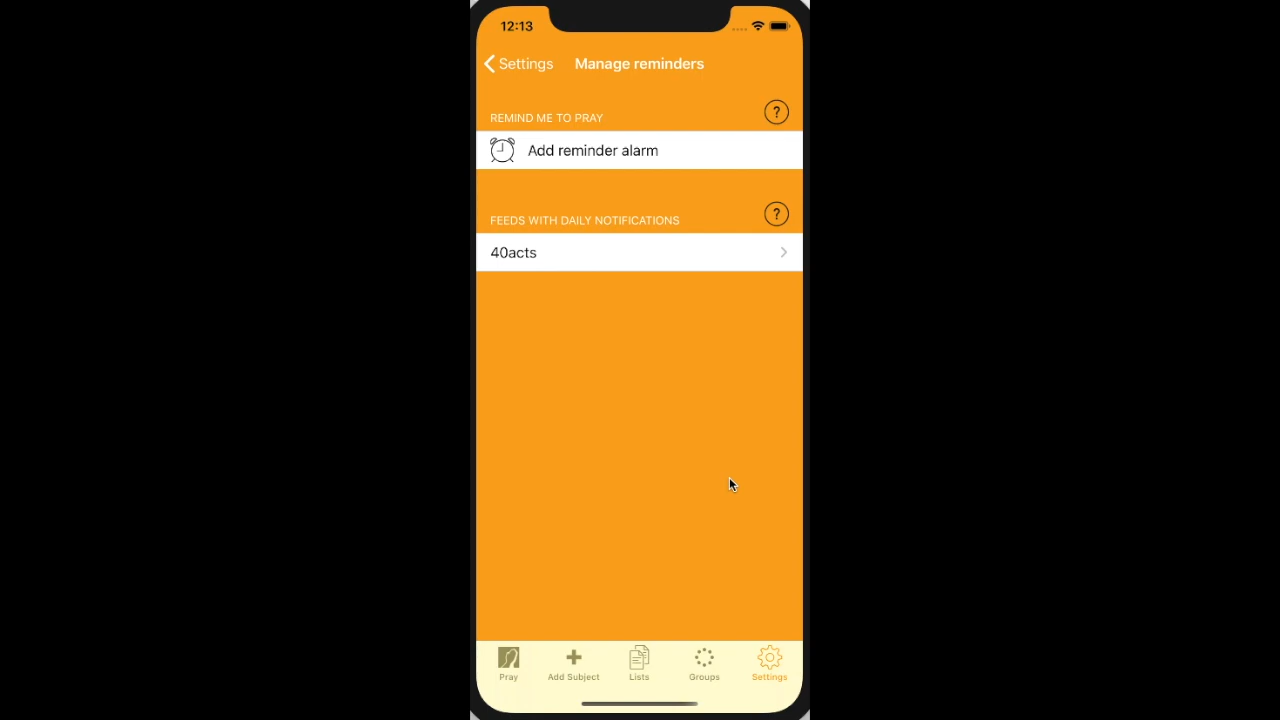 12:13
Settings Manage reminders
REMIND ME TO PRAY ?
Add reminder alarm
FEEDS WITH DAILY NOTIFICATIONS ?
40acts
Pray Add Subject Lists Groups Settings